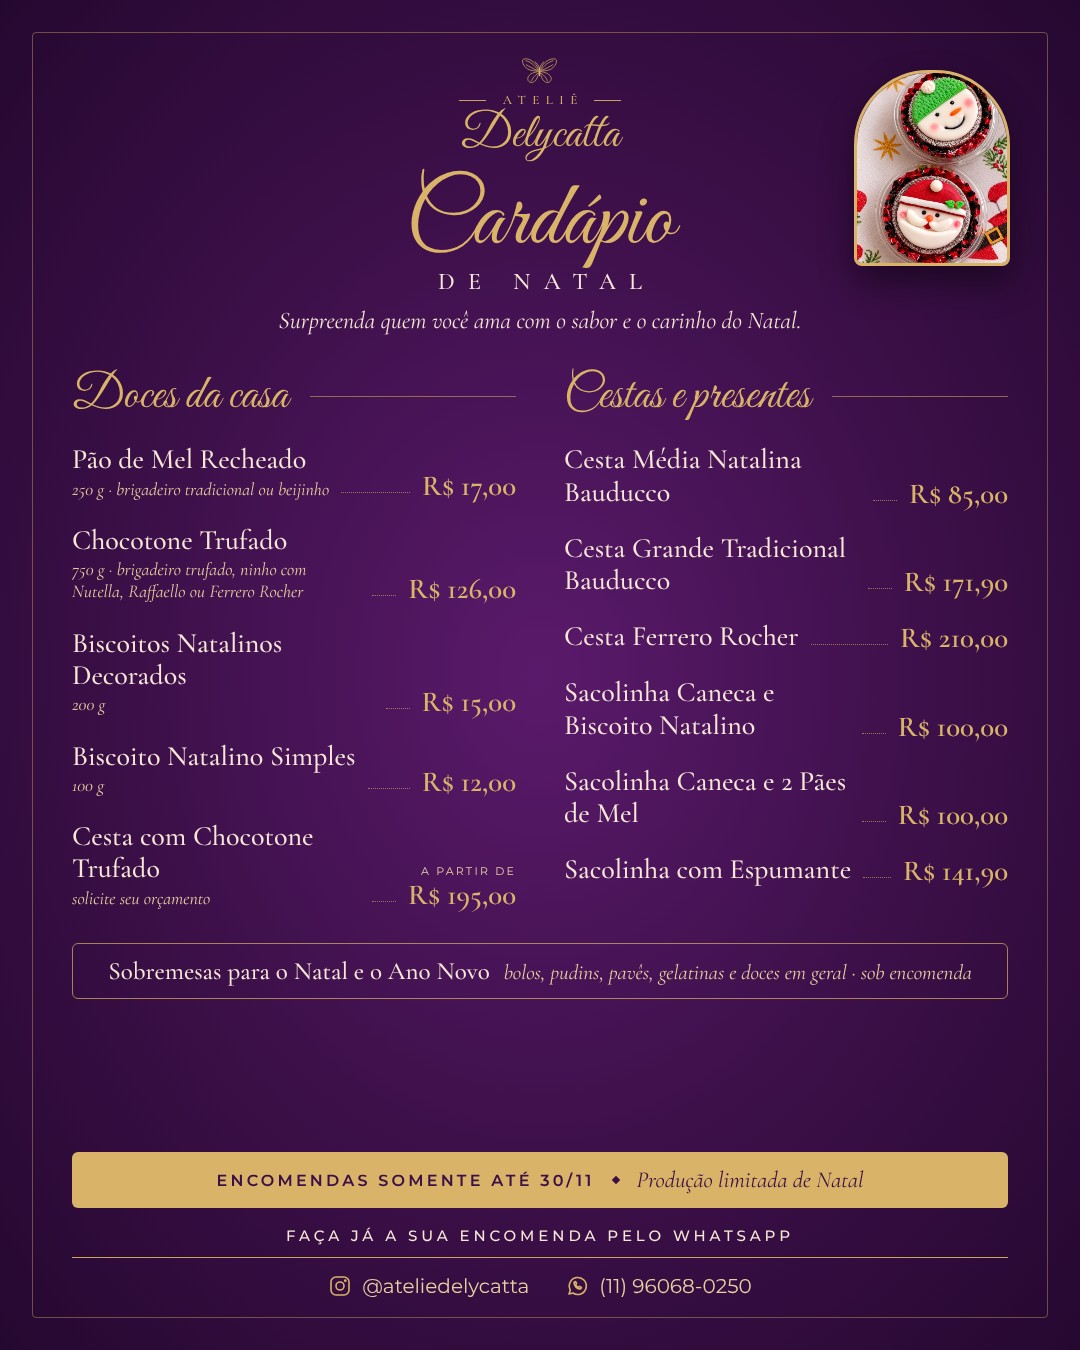 ATELIÊ
Delycatta
Cardápio
DE NATAL
Surpreenda quem você ama com o sabor e o carinho do Natal.
Doces da casa
Pão de Mel Recheado
250 g · brigadeiro tradicional ou beijinho R$ 17,00
Chocotone Trufado
750 g · brigadeiro trufado, ninho com
Nutella, Raffaello ou Ferrero Rocher R$ 126,00
Biscoitos Natalinos
Decorados
200 g R$ 15,00
Biscoito Natalino Simples
100 g R$ 12,00
Cesta com Chocotone
Trufado
A PARTIR DE
solicite seu orçamento R$ 195,00
Cestas e presentes
Cesta Média Natalina
Bauducco R$ 85,00
Cesta Grande Tradicional
Bauducco R$ 171,90
Cesta Ferrero Rocher R$ 210,00
Sacolinha Caneca e
Biscoito Natalino R$ 100,00
Sacolinha Caneca e 2 Pães
de Mel R$ 100,00
Sacolinha com Espumante R$ 141,90
Sobremesas para o Natal e o Ano Novo bolos, pudins, pavês, gelatinas e doces em geral · sob encomenda
ENCOMENDAS SOMENTE ATÉ 30/11 ◆ Produção limitada de Natal
FAÇA JÁ A SUA ENCOMENDA PELO WHATSAPP
@ateliedelycatta (11) 96068-0250